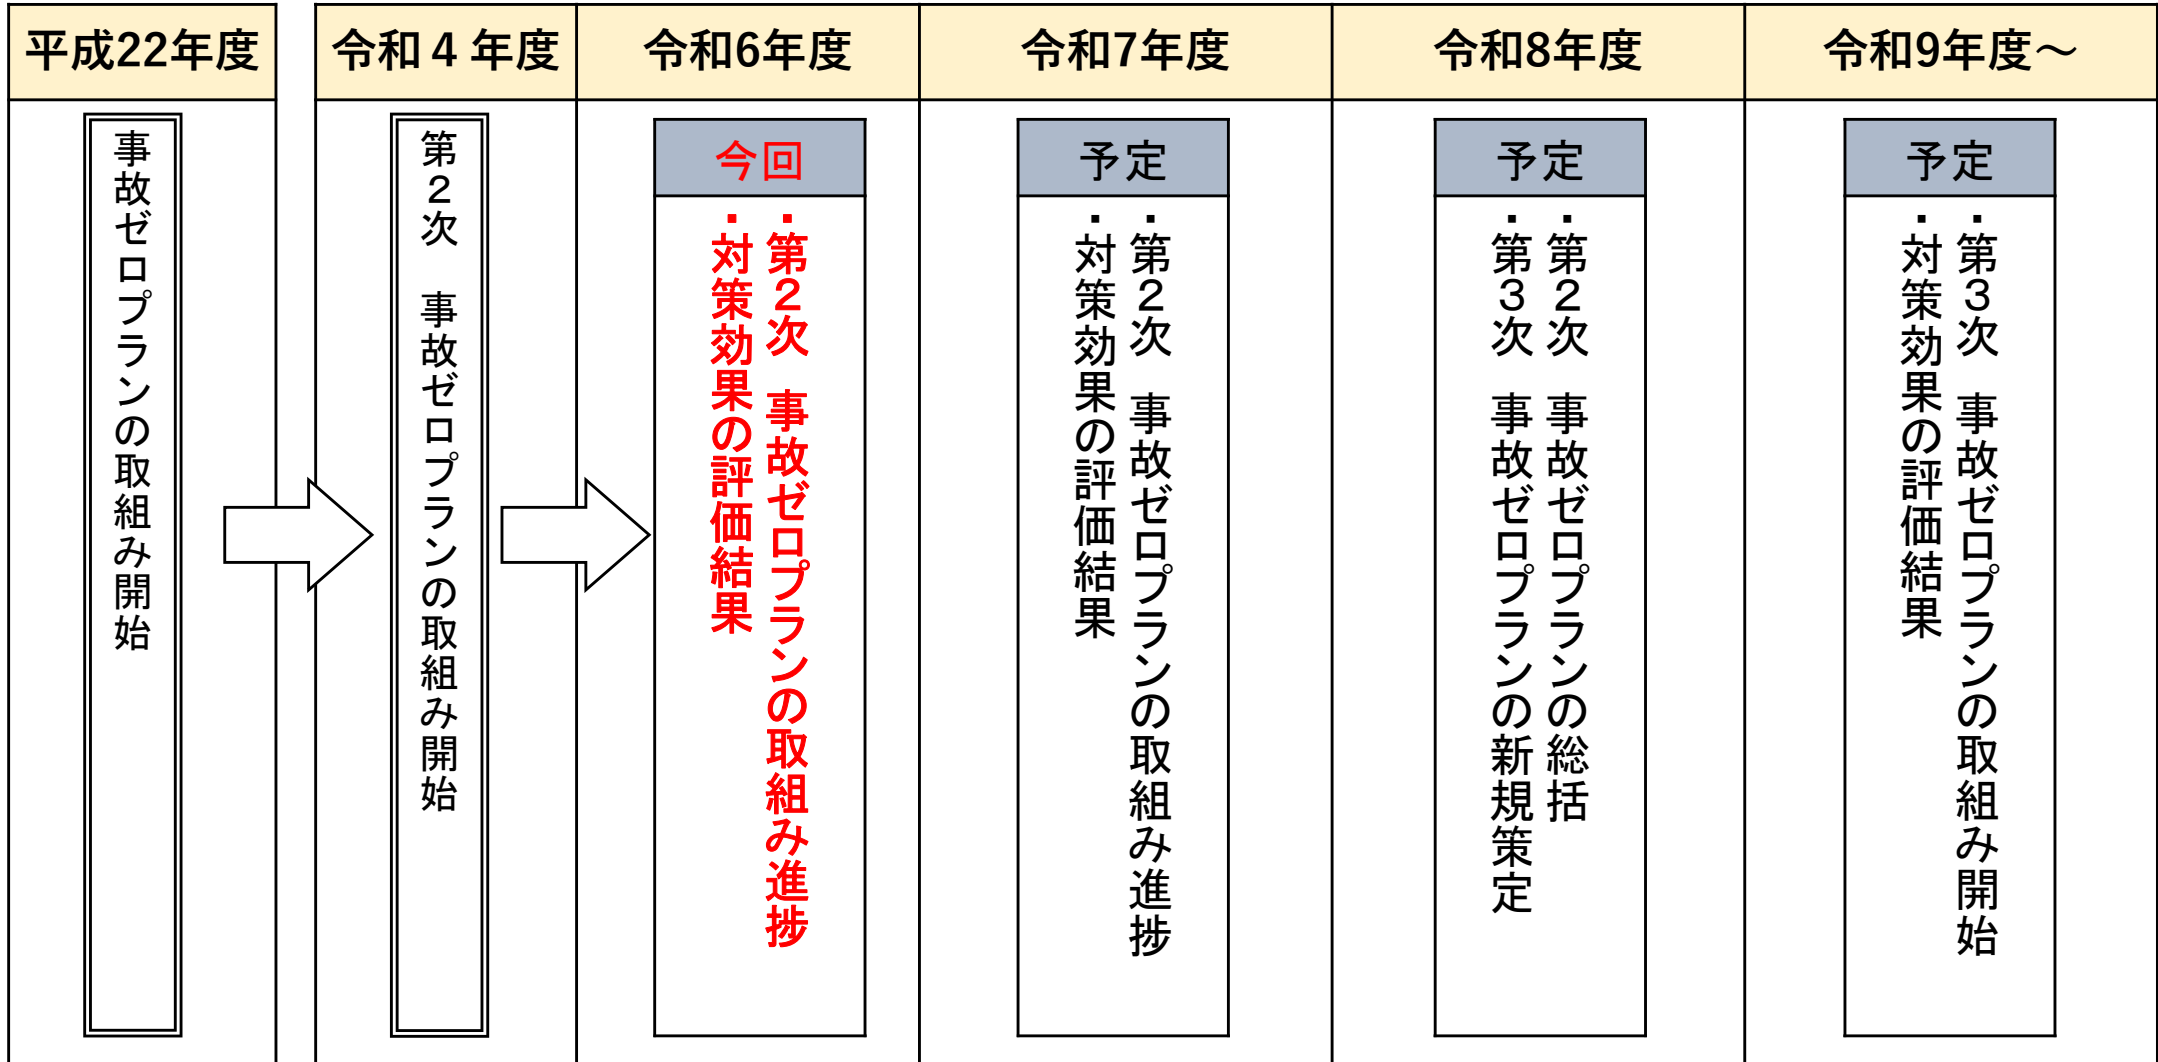 平成22年度
令和４年度
令和6年度
令和7年度
令和8年度
令和9年度～
事故ゼロプランの取組み開始
第２次　事故ゼロプランの取組み開始
今回
・第２次　事故ゼロプランの取組み進捗
・対策効果の評価結果
予定
・第２次　事故ゼロプランの取組み進捗
・対策効果の評価結果
予定
・第２次　事故ゼロプランの総括
・第３次　事故ゼロプランの新規策定
予定
・第３次　事故ゼロプランの取組み開始
・対策効果の評価結果